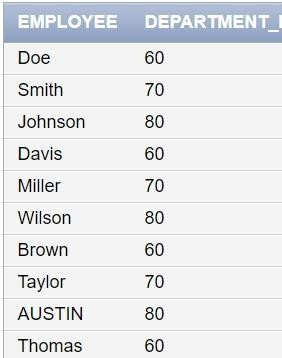 EMPLOYEE DEPARTMENT_
Doe 60
Smith 70
Johnson 80
Davis 60
Miller 70
Wilson 80
Brown 60
Taylor 70
AUSTIN 80
Thomas 60